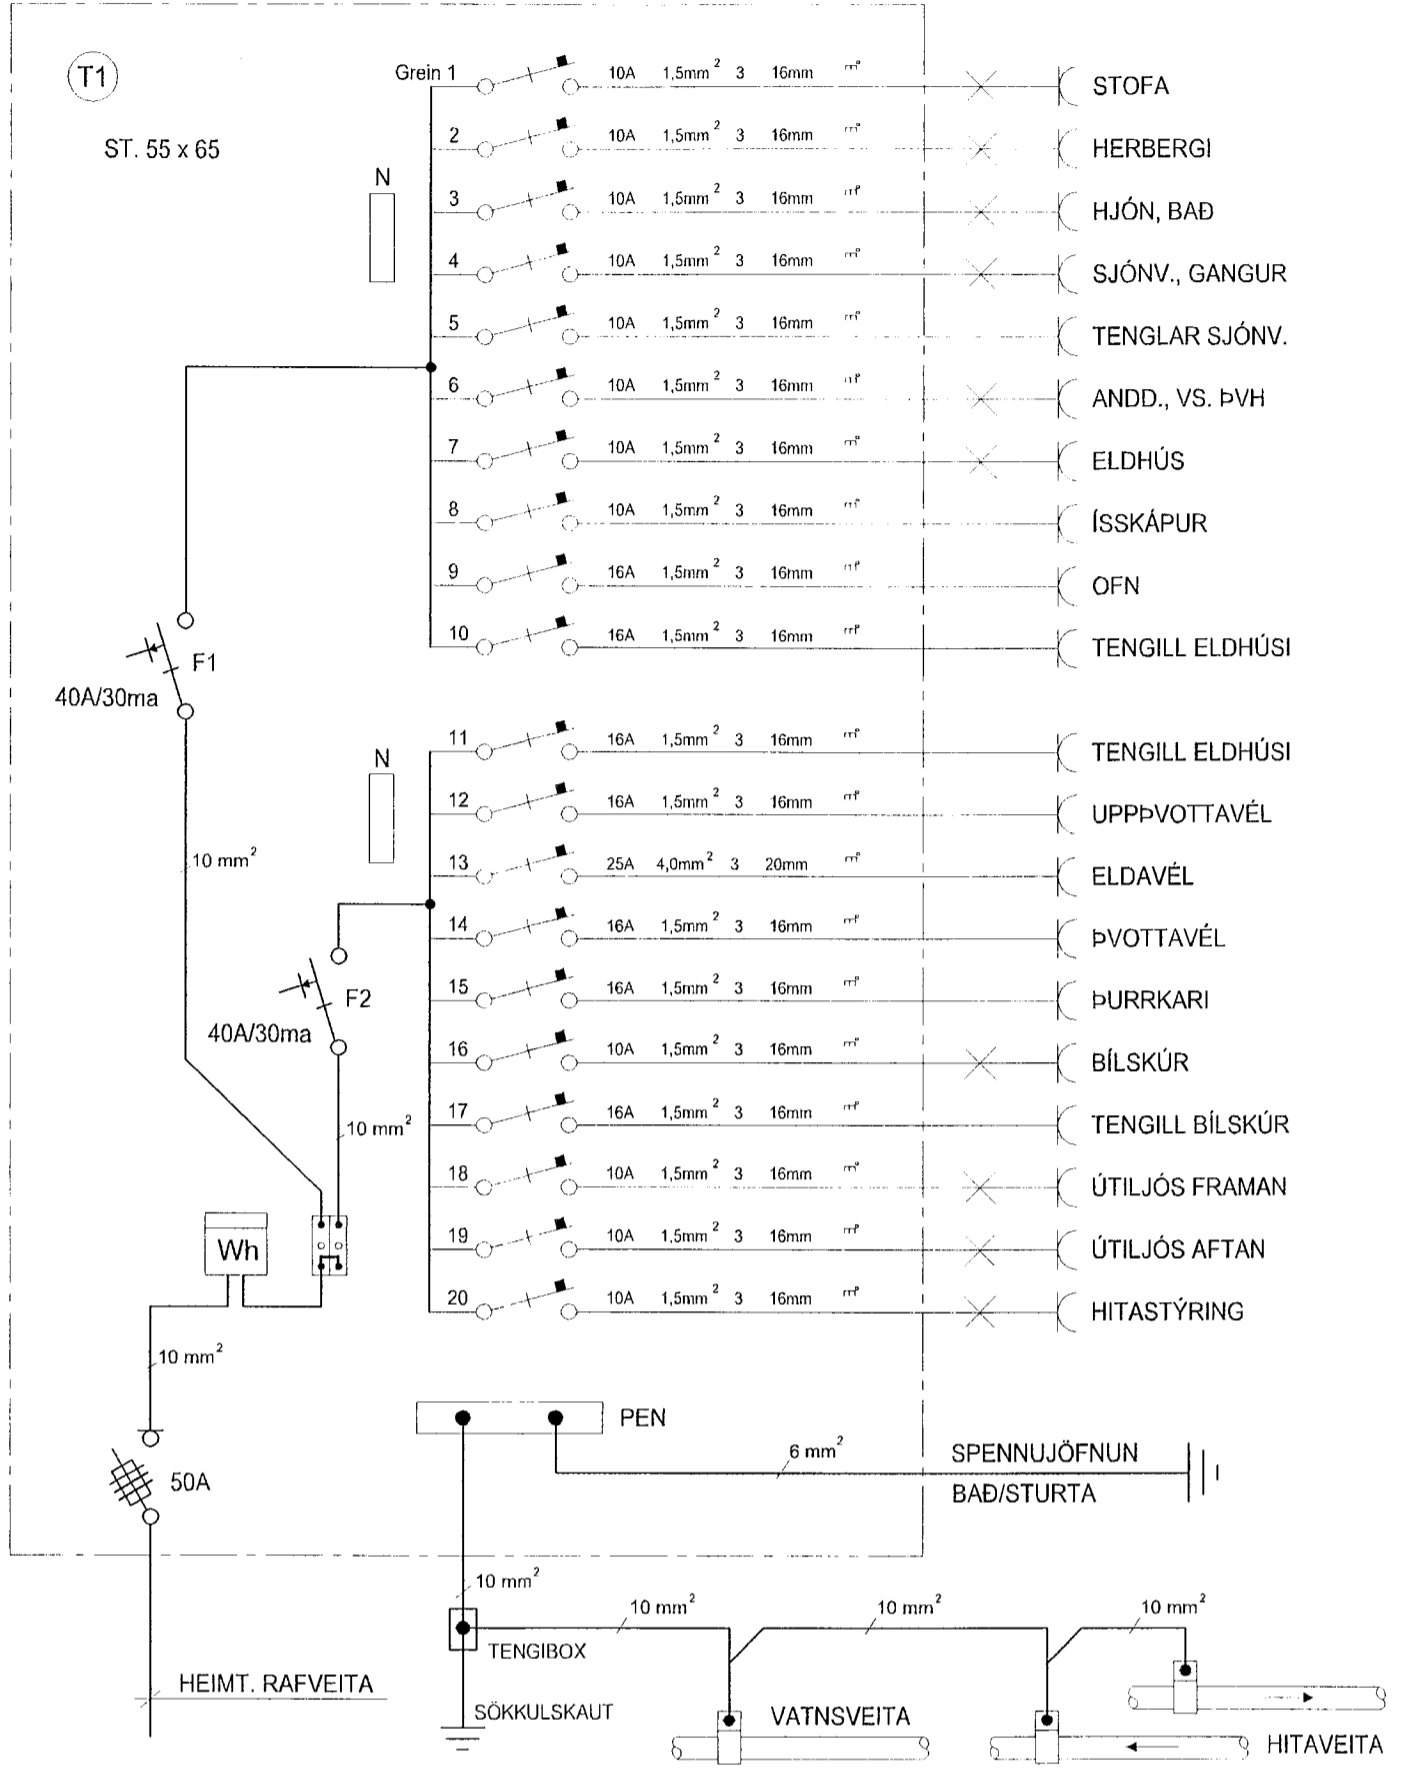 T1
ST. 55 x 65
N
Grein 1 10A 1,5mm² 3 16mm STOFA
2 10A 1,5mm² 3 16mm HERBERGI
3 10A 1,5mm² 3 16mm HJÓN, BAÐ
4 10A 1,5mm² 3 16mm SJÓNV., GANGUR
5 10A 1,5mm² 3 16mm TENGLAR SJÓNV.
6 10A 1,5mm² 3 16mm ANDD., VS. ÞVH
7 10A 1,5mm² 3 16mm ELDHÚS
8 10A 1,5mm² 3 16mm ÍSSKÁPUR
9 16A 1,5mm² 3 16mm OFN
10 16A 1,5mm² 3 16mm TENGILL ELDHÚSI
F1
40A/30ma
N
11 16A 1,5mm² 3 16mm TENGILL ELDHÚSI
12 16A 1,5mm² 3 16mm UPPÞVOTTAVÉL
13 25A 4,0mm² 3 20mm ELDAVÉL
14 16A 1,5mm² 3 16mm ÞVOTTAVÉL
15 16A 1,5mm² 3 16mm ÞURRKARI
16 10A 1,5mm² 3 16mm BÍLSKÚR
17 16A 1,5mm² 3 16mm TENGILL BÍLSKÚR
18 10A 1,5mm² 3 16mm ÚTILJÓS FRAMAN
19 10A 1,5mm² 3 16mm ÚTILJÓS AFTAN
20 10A 1,5mm² 3 16mm HITASTÝRING
10 mm²
F2
40A/30ma
10 mm²
Wh
10 mm²
50A
PEN
6 mm²
SPENNUJÖFNUN
BAÐ/STURTA
10 mm²
10 mm²
10 mm²
10 mm²
TENGIBOX
HEIMT. RAFVEITA
SÖKKULSKAUT
VATNSVEITA
HITAVEITA